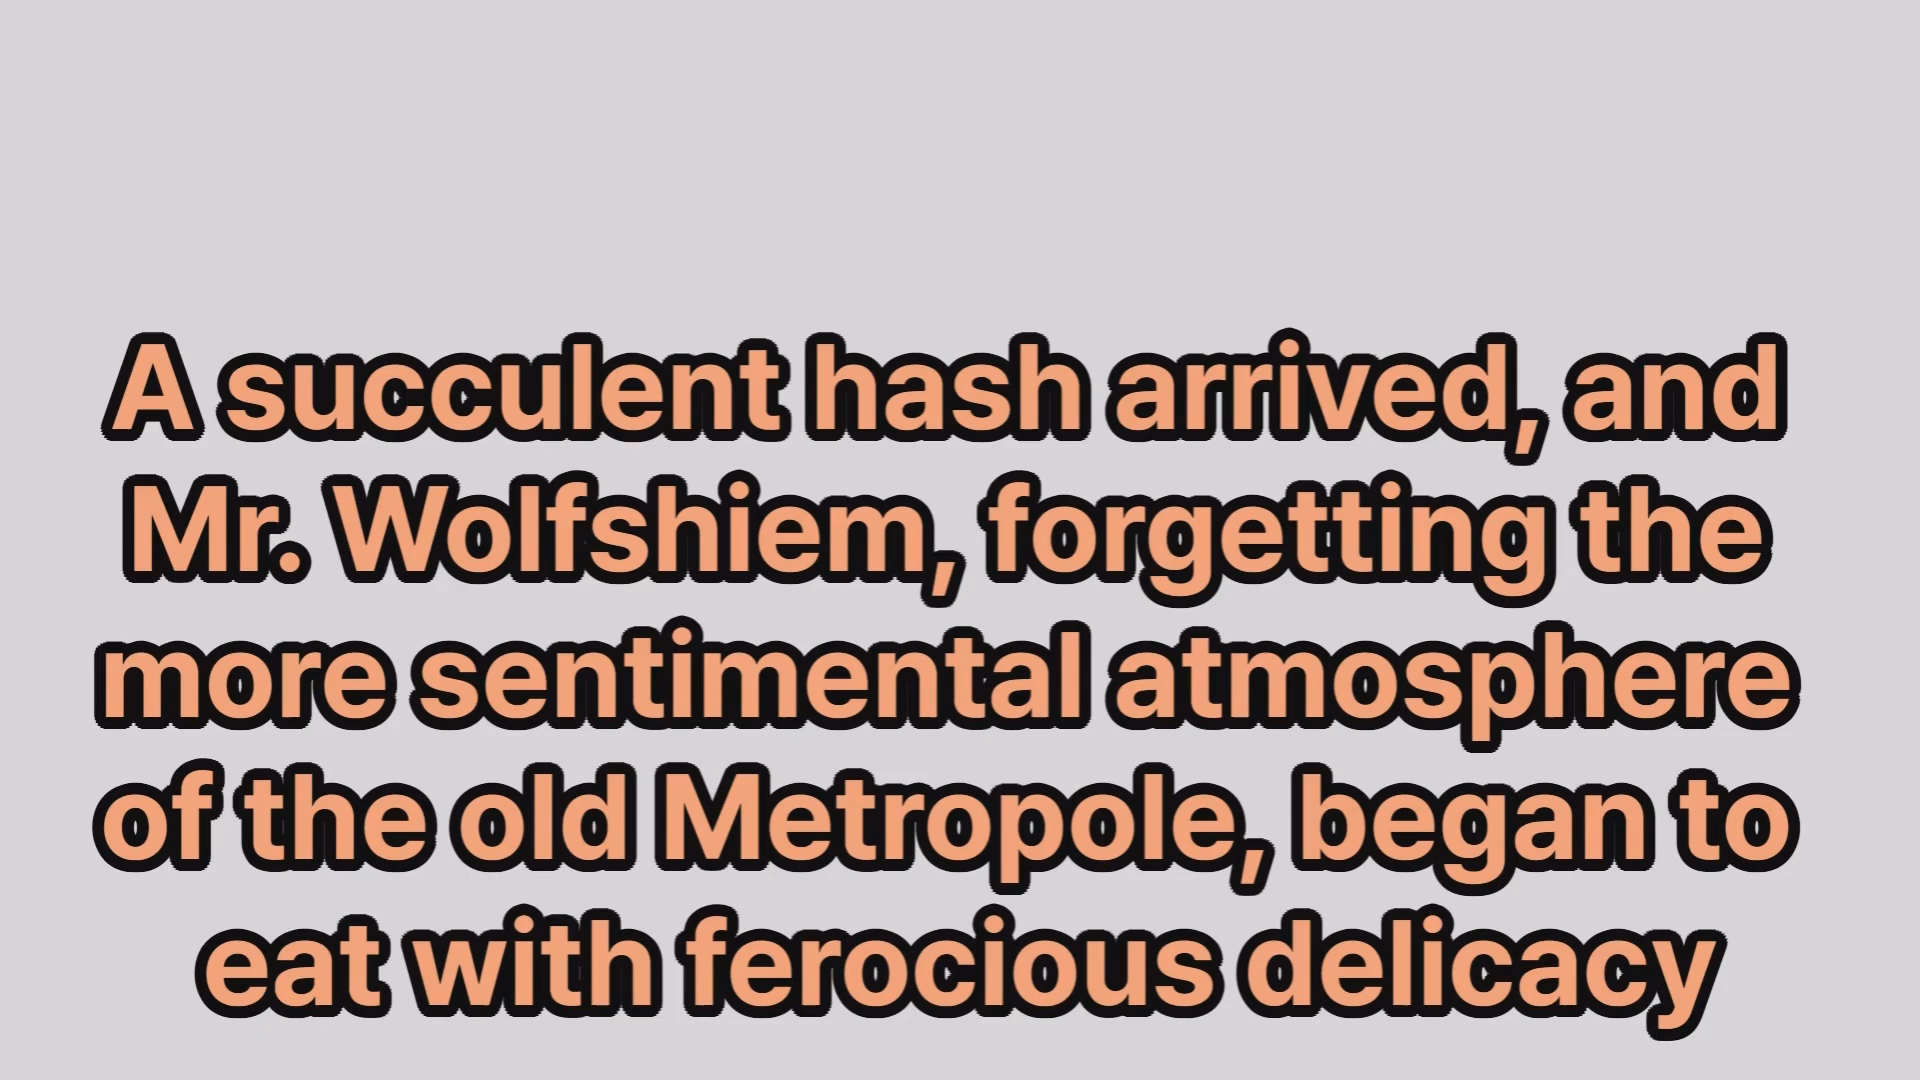 A succulent hash arrived, and
Mr. Wolfshiem, forgetting the
more sentimental atmosphere
of the old Metropole, began to
eat with ferocious delicacy